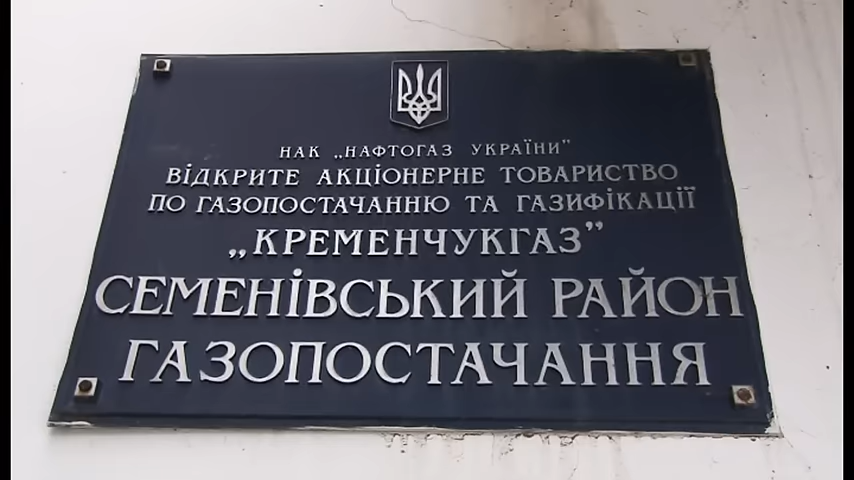 НАК „НАФТОГАЗ УКРАЇНИ”
ВІДКРИТЕ АКЦІОНЕРНЕ ТОВАРИСТВО
ПО ГАЗОПОСТАЧАННЮ ТА ГАЗИФІКАЦІЇ
„КРЕМЕНЧУКГАЗ”
СЕМЕНІВСЬКИЙ РАЙОН
ГАЗОПОСТАЧАННЯ